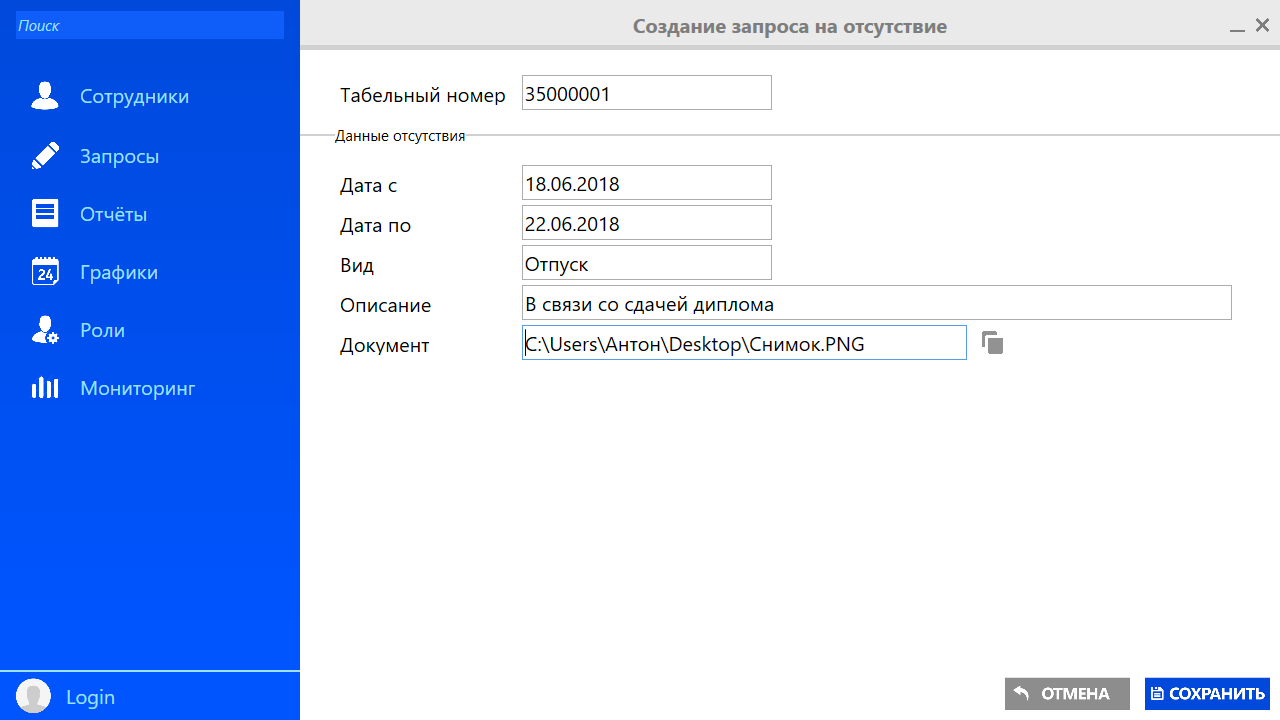 Поиск
Сотрудники
Запросы
Отчёты
24
Графики
Роли
Мониторинг
Login
Создание запроса на отсутствие
Табельный номер 35000001
Данные отсутствия
Дата с 18.06.2018
Дата по 22.06.2018
Вид Отпуск
Описание В связи со сдачей диплома
Документ C:\Users\Антон\Desktop\Снимок.PNG
ОТМЕНА СОХРАНИТЬ